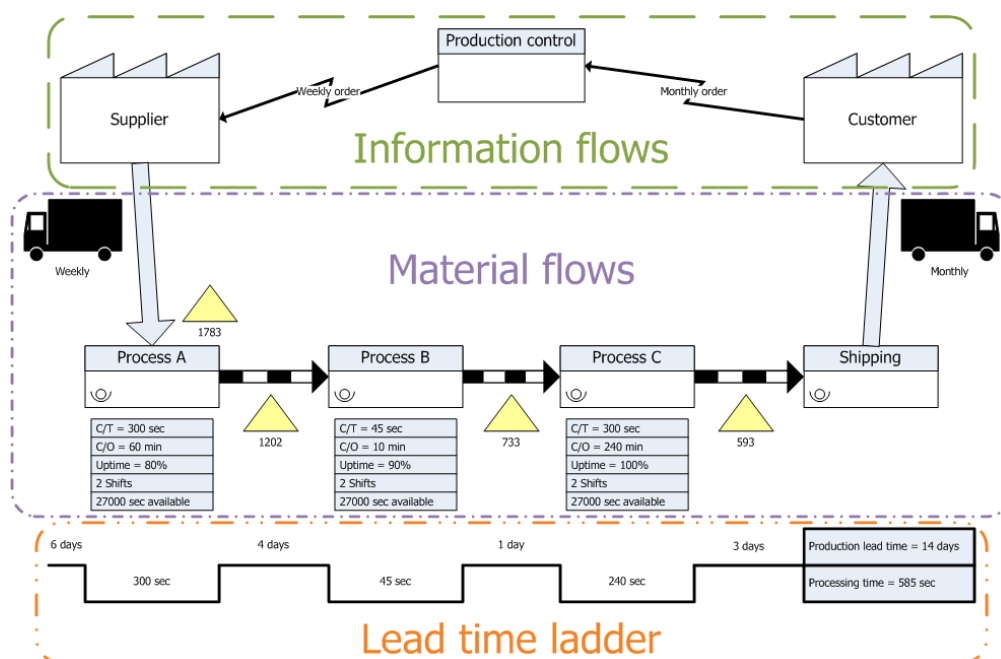 Production control
Supplier
Weekly order
Monthly order
Customer
Information flows
Weekly
Material flows
Monthly
1783
Process A
Process B
Process C
Shipping
1202
733
593
C/T = 300 sec
C/O = 60 min
Uptime = 80%
2 Shifts
27000 sec available
C/T = 45 sec
C/O = 10 min
Uptime = 90%
2 Shifts
27000 sec available
C/T = 300 sec
C/O = 240 min
Uptime = 100%
2 Shifts
27000 sec available
6 days
4 days
1 day
3 days
Production lead time = 14 days
300 sec
45 sec
240 sec
Processing time = 585 sec
Lead time ladder